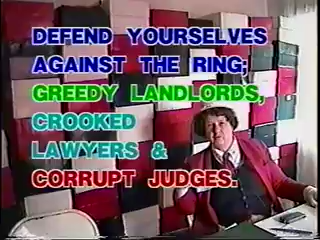 DEFEND YOURSELVES
AGAINST THE RING;
GREEDY LANDLORDS,
CROOKED
LAWYERS &
CORRUPT JUDGES.